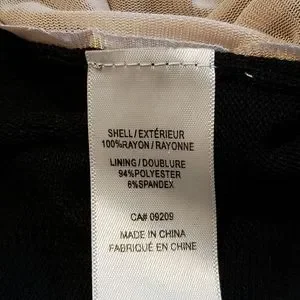 SHELL/EXTÉRIEUR
100%RAYON/RAYONNE
LINING/DOUBLURE
94%POLYESTER
6%SPANDEX
CA# 09209
MADE IN CHINA
FABRIQUÉ EN CHINE